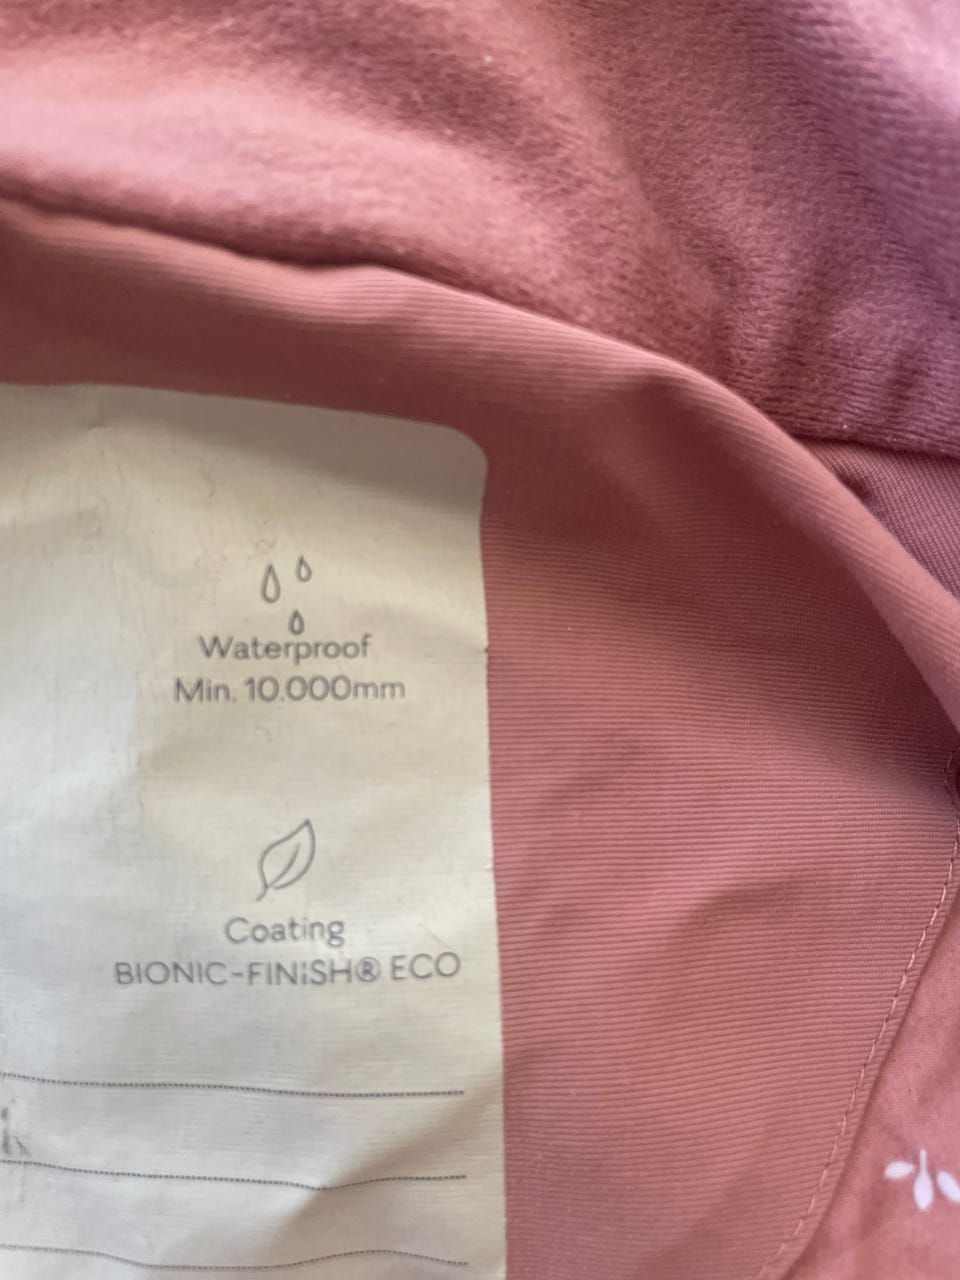 Waterproof
Min. 10.000mm
Coating
BIONIC-FINISH® ECO